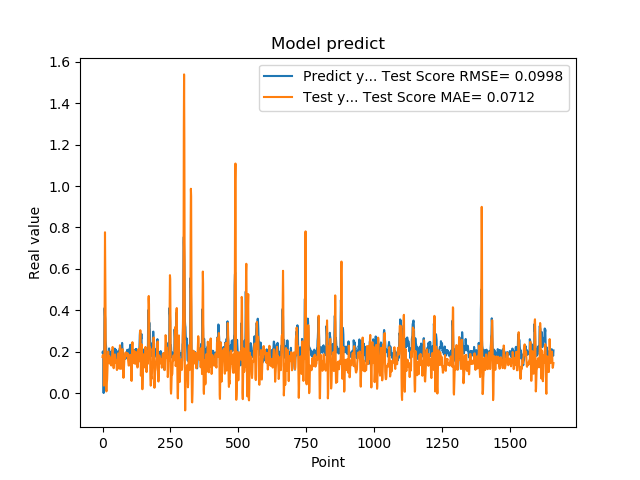 Model predict
Predict y... Test Score RMSE= 0.0998
Test y... Test Score MAE= 0.0712
Real value
1.6
1.4
1.2
1.0
0.8
0.6
0.4
0.2
0.0
0 250 500 750 1000 1250 1500
Point